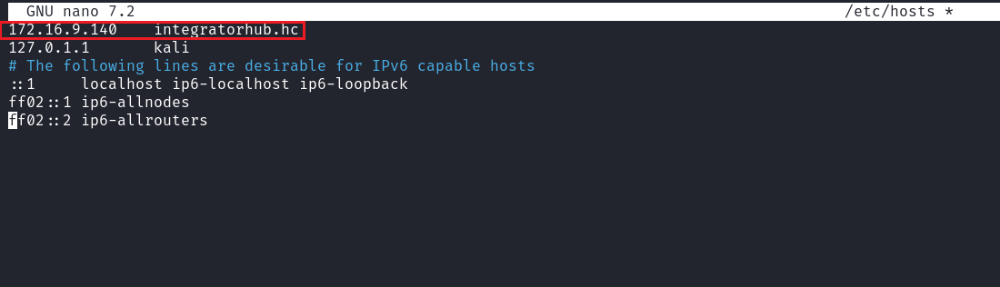 GNU nano 7.2 /etc/hosts *
172.16.9.140 integratorhub.hc
127.0.1.1 kali
# The following lines are desirable for IPv6 capable hosts
::1 localhost ip6-localhost ip6-loopback
ff02::1 ip6-allnodes
ff02::2 ip6-allrouters